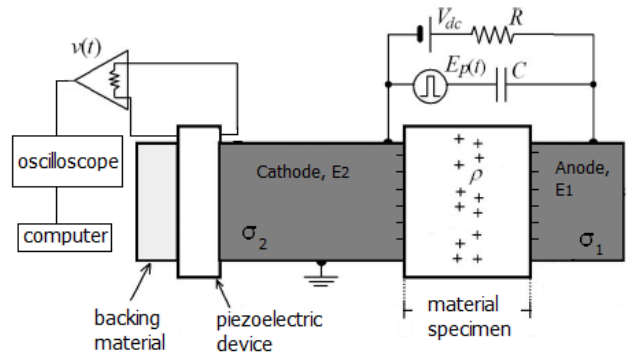 V_dc
R
v(t)
E_P(t)
C
oscilloscope
computer
Cathode, E2
σ_2
+ +
+ +
+ +
ρ
+ +
+ +
+ +
+ +
Anode,
E1
σ_1
backing
material
piezoelectric
device
material
specimen